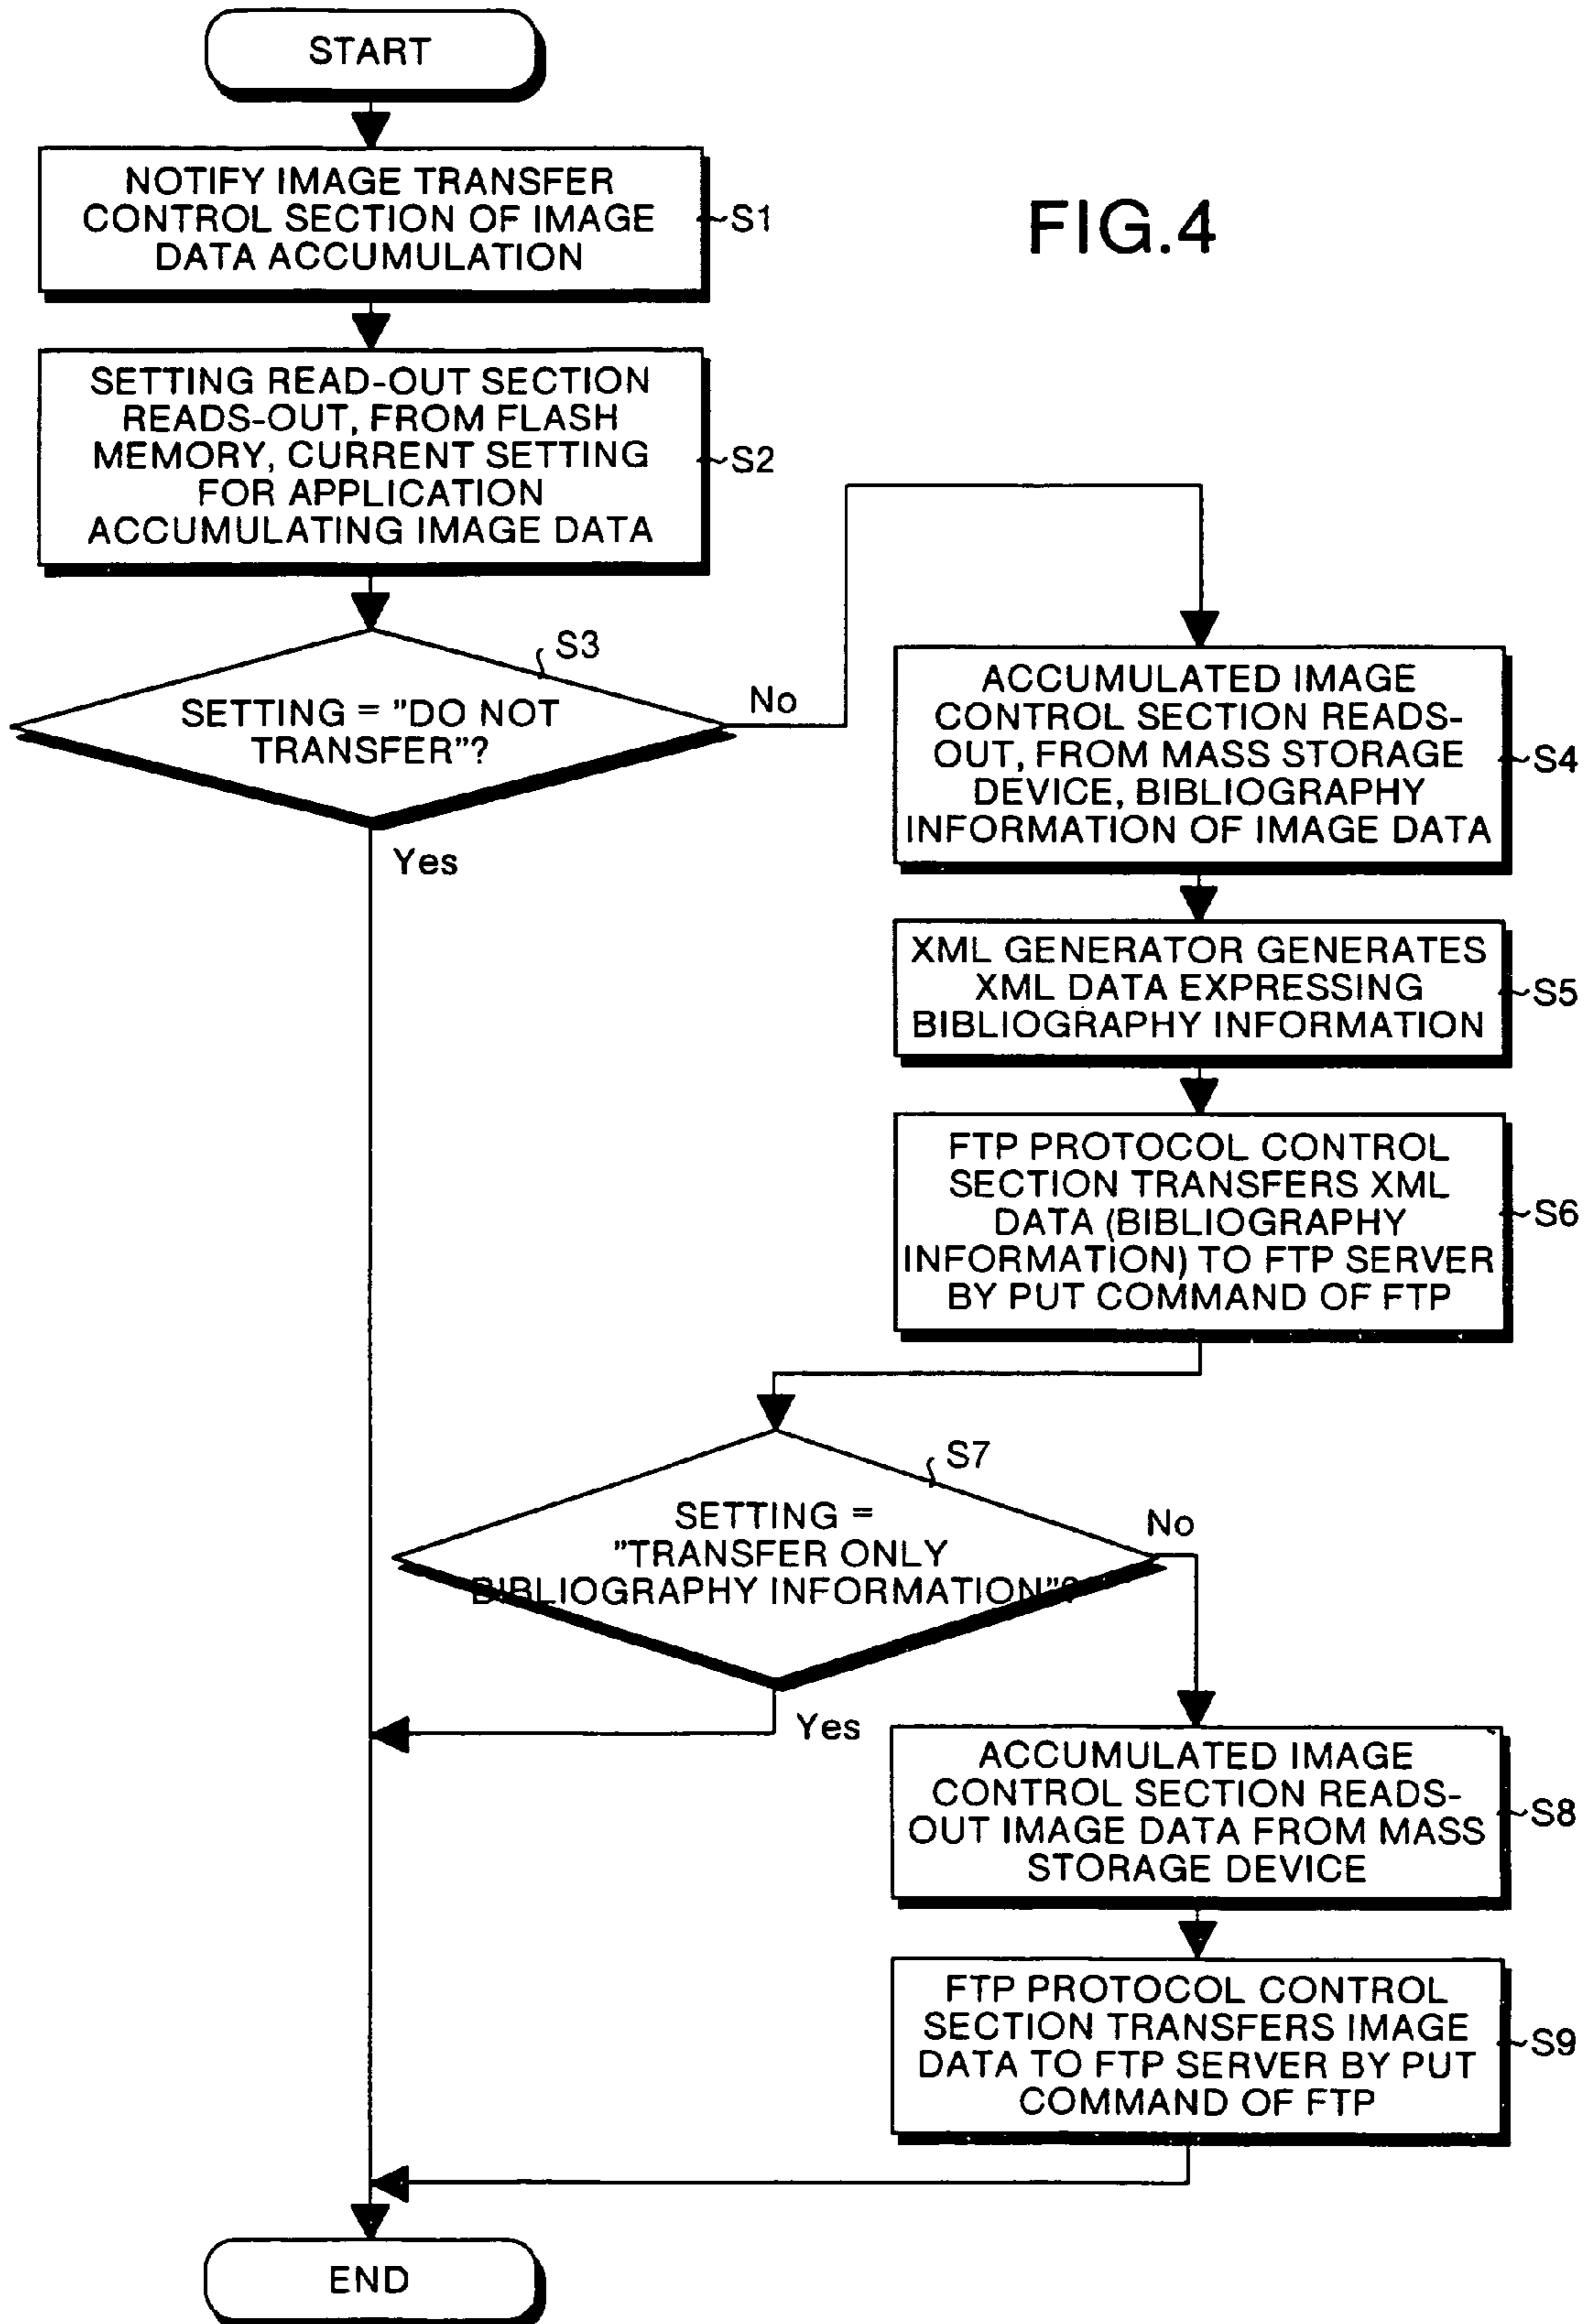 START
NOTIFY IMAGE TRANSFER
CONTROL SECTION OF IMAGE
DATA ACCUMULATION
S1
FIG.4
SETTING READ-OUT SECTION
READS-OUT, FROM FLASH
MEMORY, CURRENT SETTING
FOR APPLICATION
ACCUMULATING IMAGE DATA
S2
S3
SETTING = "DO NOT
TRANSFER"?
No
Yes
ACCUMULATED IMAGE
CONTROL SECTION READS-
OUT, FROM MASS STORAGE
DEVICE, BIBLIOGRAPHY
INFORMATION OF IMAGE DATA
S4
XML GENERATOR GENERATES
XML DATA EXPRESSING
BIBLIOGRAPHY INFORMATION
S5
FTP PROTOCOL CONTROL
SECTION TRANSFERS XML
DATA (BIBLIOGRAPHY
INFORMATION) TO FTP SERVER
BY PUT COMMAND OF FTP
S6
S7
SETTING =
"TRANSFER ONLY
BIBLIOGRAPHY INFORMATION"?
No
Yes
ACCUMULATED IMAGE
CONTROL SECTION READS-
OUT IMAGE DATA FROM MASS
STORAGE DEVICE
S8
FTP PROTOCOL CONTROL
SECTION TRANSFERS IMAGE
DATA TO FTP SERVER BY PUT
COMMAND OF FTP
S9
END